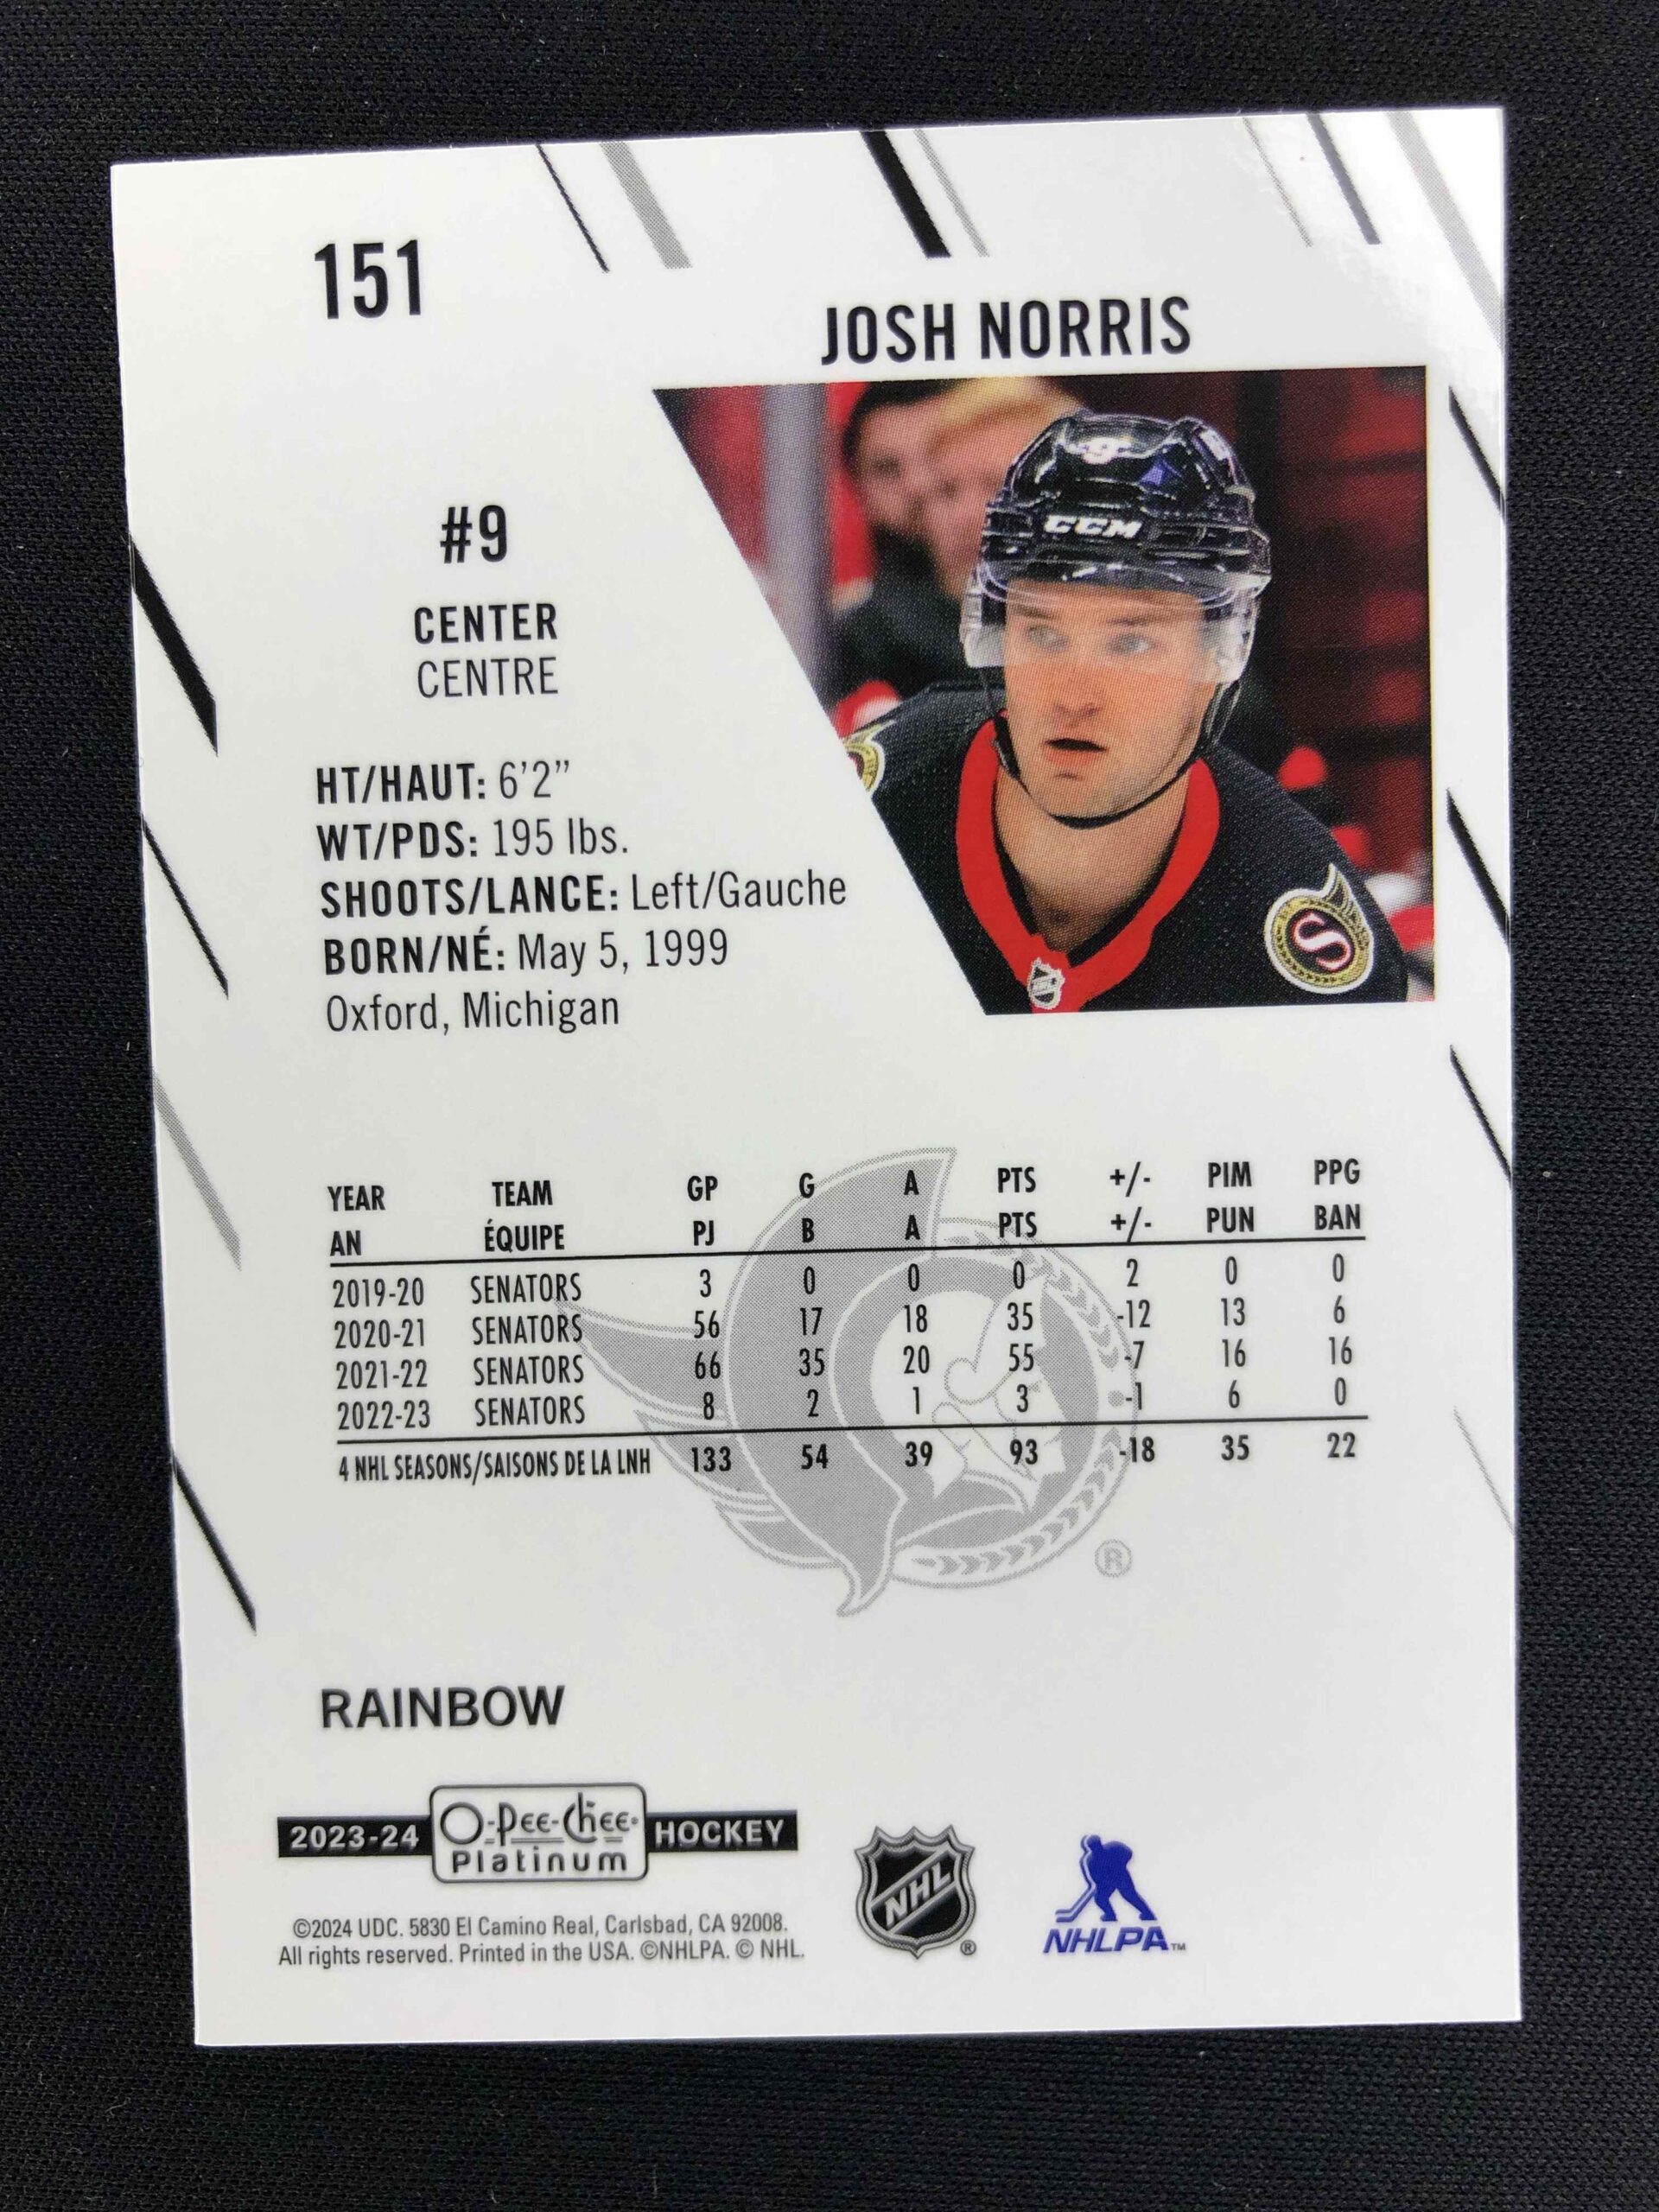 151
JOSH NORRIS
CCM
#9
CENTER
CENTRE
HT/HAUT: 6'2"
WT/PDS: 195 lbs.
SHOOTS/LANCE: Left/Gauche
BORN/NÉ: May 5, 1999
Oxford, Michigan
S
NHL
YEAR TEAM GP G A PTS +/- PIM PPG
AN ÉQUIPE PJ B A PTS +/- PUN BAN
2019-20 SENATORS 3 0 0 0 2 0 0
2020-21 SENATORS 56 17 18 35 -12 13 6
2021-22 SENATORS 66 35 20 55 -7 16 16
2022-23 SENATORS 8 2 1 3 -1 6 0
4 NHL SEASONS/SAISONS DE LA LNH 133 54 39 93 -18 35 22
®
RAINBOW
2023-24 O-Pee-Chee® Platinum HOCKEY
©2024 UDC. 5830 El Camino Real, Carlsbad, CA 92008.
All rights reserved. Printed in the USA. ©NHLPA. © NHL.
NHL®
NHLPA™